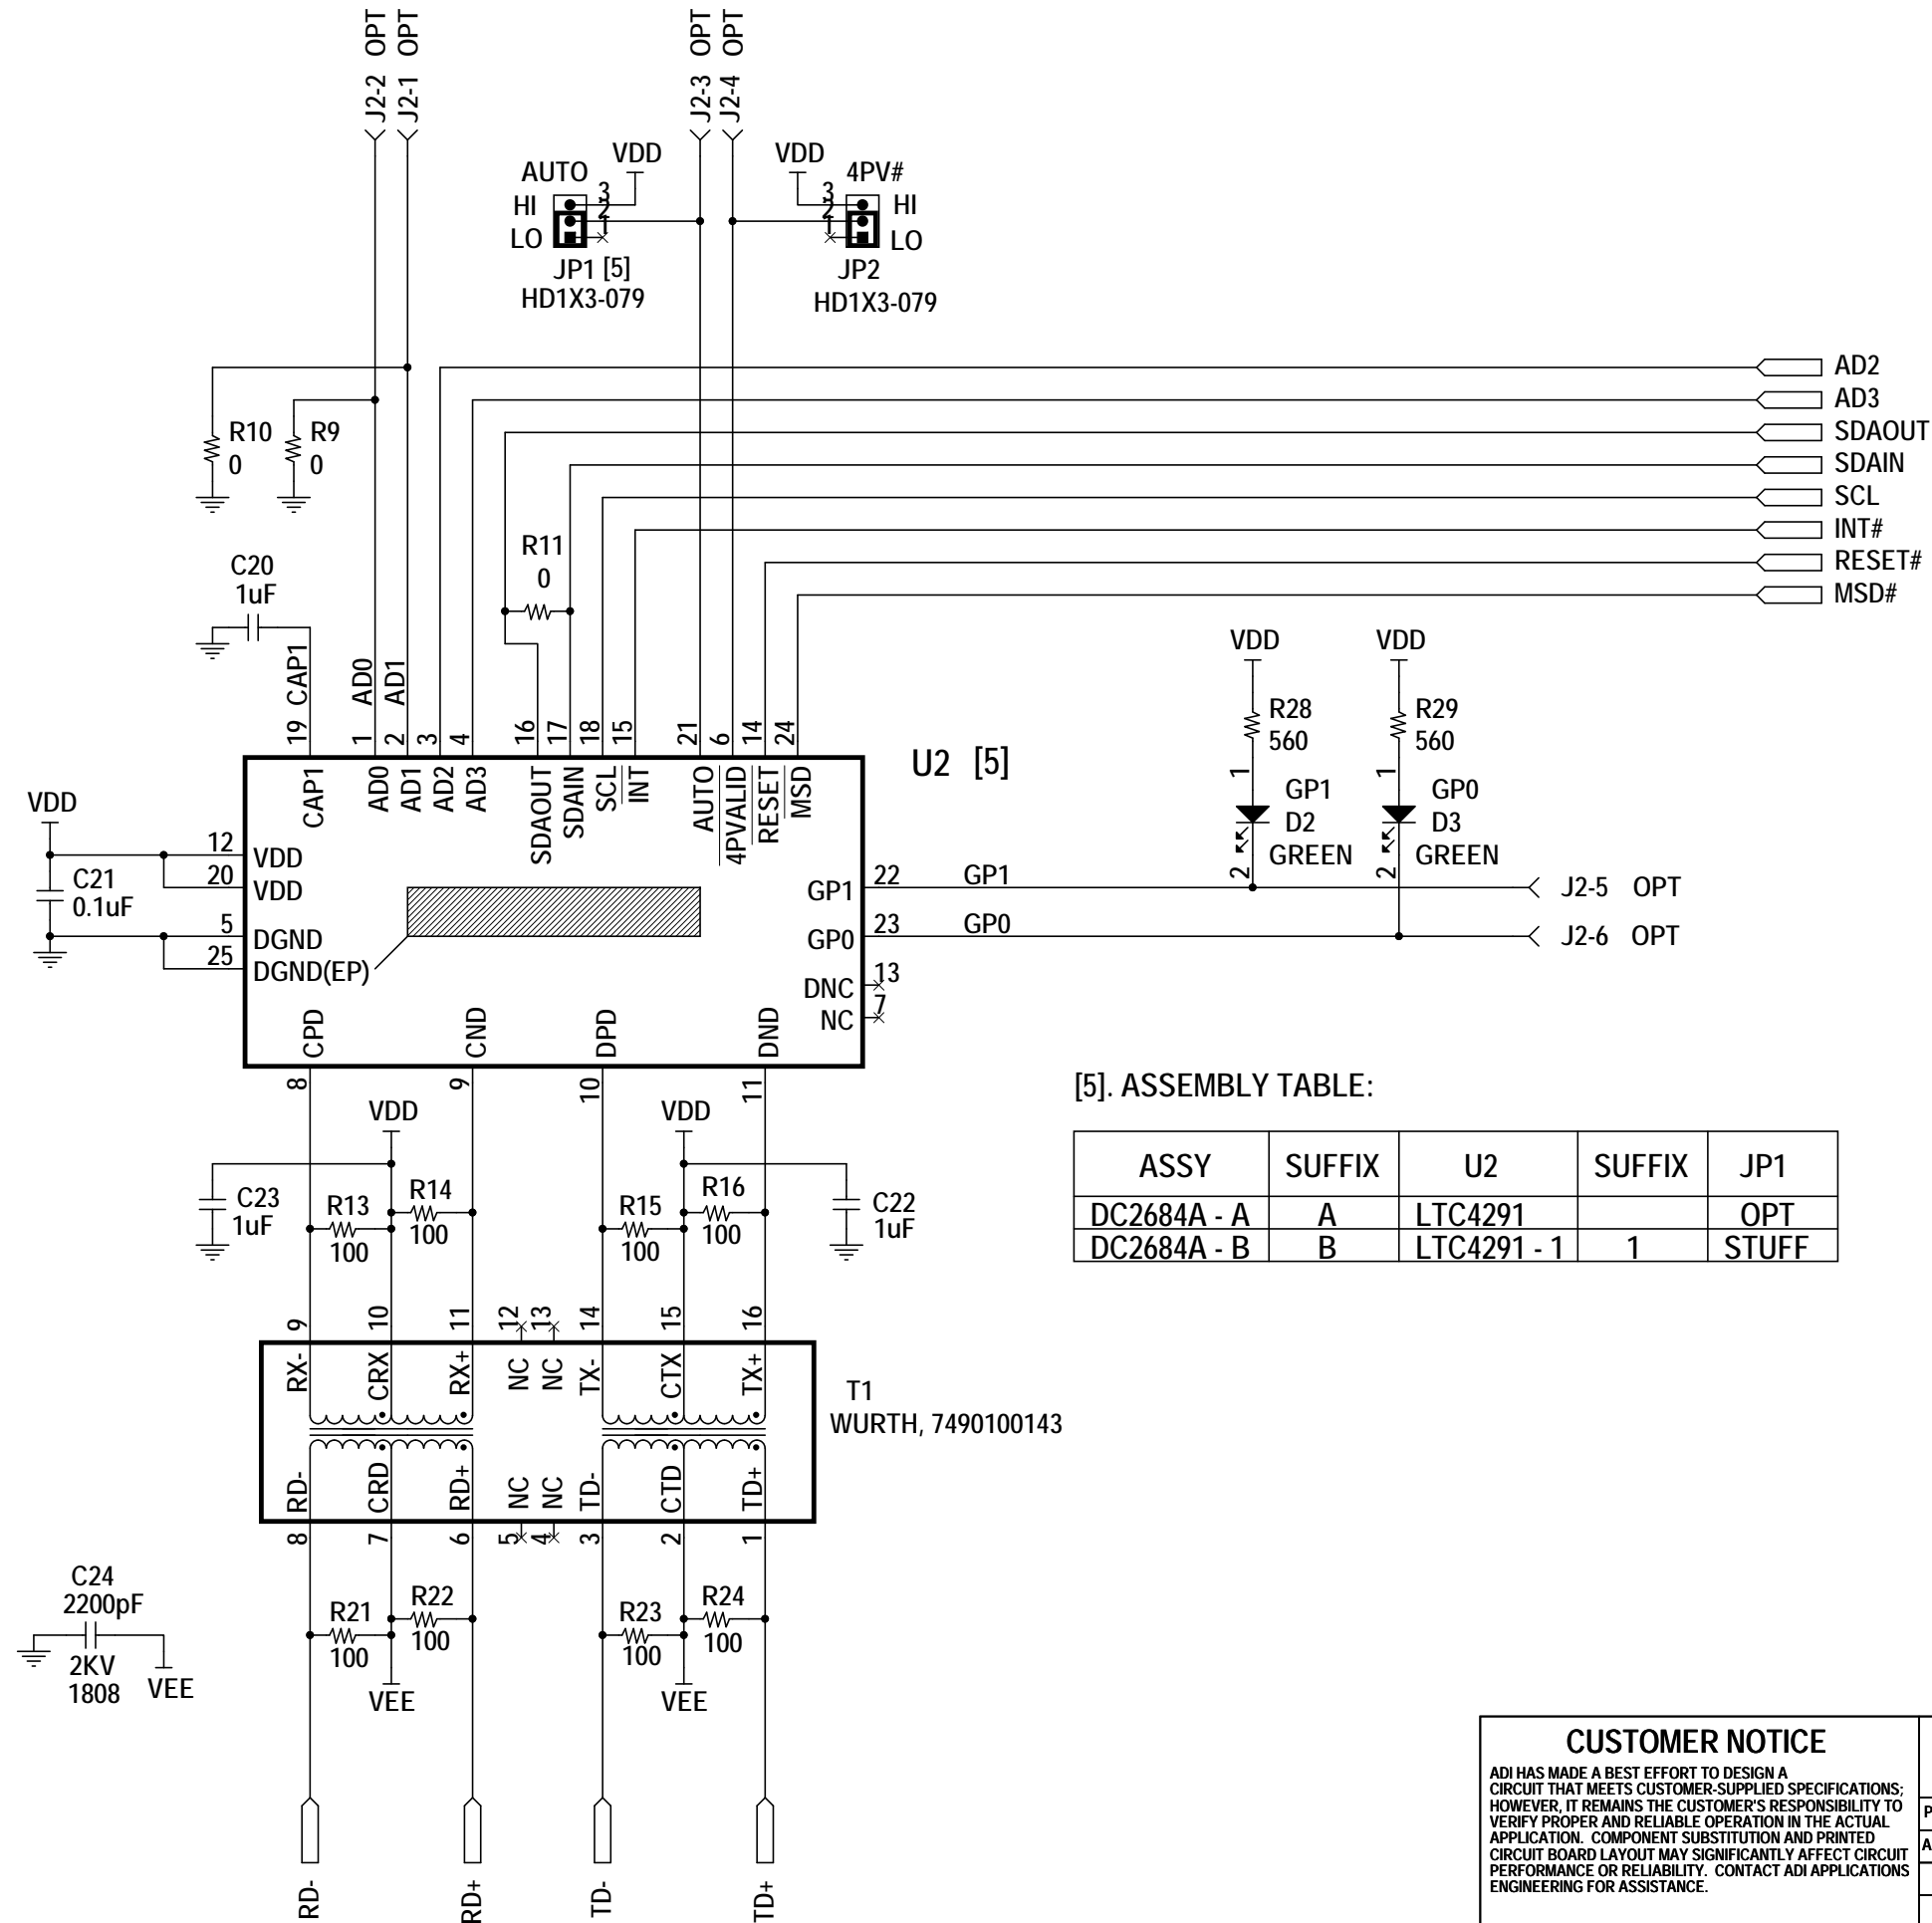 J2-2 OPT
J2-1 OPT
J2-3 OPT
J2-4 OPT
AUTO
VDD
VDD
4PV#
HI
LO
3
2
1
3
2
1
HI
LO
JP1 [5]
HD1X3-079
JP2
HD1X3-079
AD2
AD3
SDAOUT
SDAIN
SCL
INT#
RESET#
MSD#
R10
0
R9
0
R11
0
C20
1uF
19 CAP1
1 AD0
2 AD1
3
4
16
17
18
15
21
6
14
24
U2 [5]
CAP1
AD0
AD1
AD2
AD3
SDAOUT
SDAIN
SCL
INT
AUTO
4PVALID
RESET
MSD
VDD
VDD
R28
560
R29
560
1
GP1
D2
GREEN
2
1
GP0
D3
GREEN
2
VDD
C21
0.1uF
12 VDD
20 VDD
5 DGND
25 DGND(EP)
GP1 22 GP1
J2-5 OPT
GP0 23 GP0
J2-6 OPT
DNC 13
NC 7
CPD
CND
DPD
DND
8
9
10
11
VDD
VDD
C23
1uF
R13
100
R14
100
R15
100
R16
100
C22
1uF
[5]. ASSEMBLY TABLE:
ASSY SUFFIX U2 SUFFIX JP1
DC2684A - A A LTC4291 OPT
DC2684A - B B LTC4291 - 1 1 STUFF
9
10
11
12
13
14
15
16
RX-
CRX
RX+
NC
NC
TX-
CTX
TX+
T1
WURTH, 7490100143
RD-
CRD
RD+
NC
NC
TD-
CTD
TD+
8
7
6
5
4
3
2
1
C24
2200pF
2KV
1808
VEE
R21
100
R22
100
R23
100
R24
100
VEE
VEE
RD-
RD+
TD-
TD+
CUSTOMER NOTICE
ADI HAS MADE A BEST EFFORT TO DESIGN A
CIRCUIT THAT MEETS CUSTOMER-SUPPLIED SPECIFICATIONS;
HOWEVER, IT REMAINS THE CUSTOMER'S RESPONSIBILITY TO
VERIFY PROPER AND RELIABLE OPERATION IN THE ACTUAL
APPLICATION. COMPONENT SUBSTITUTION AND PRINTED
CIRCUIT BOARD LAYOUT MAY SIGNIFICANTLY AFFECT CIRCUIT
PERFORMANCE OR RELIABILITY. CONTACT ADI APPLICATIONS
ENGINEERING FOR ASSISTANCE.